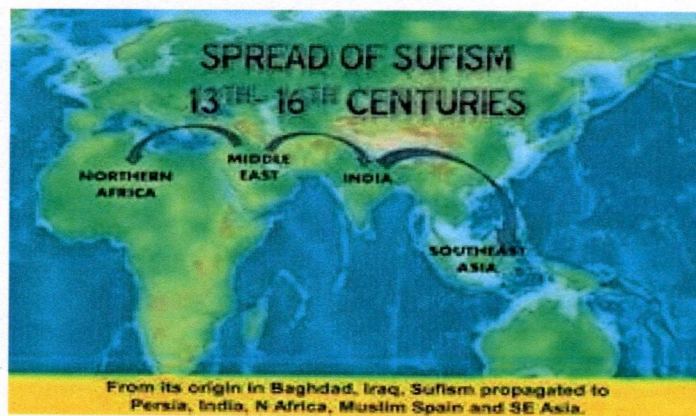 SPREAD OF SUFISM
13TH-16TH CENTURIES
NORTHERN
AFRICA
MIDDLE
EAST
INDIA
SOUTHEAST
ASIA
From its origin in Baghdad, Iraq, Sufism propagated to
Persia, India, N Africa, Muslim Spain and SE Asia.